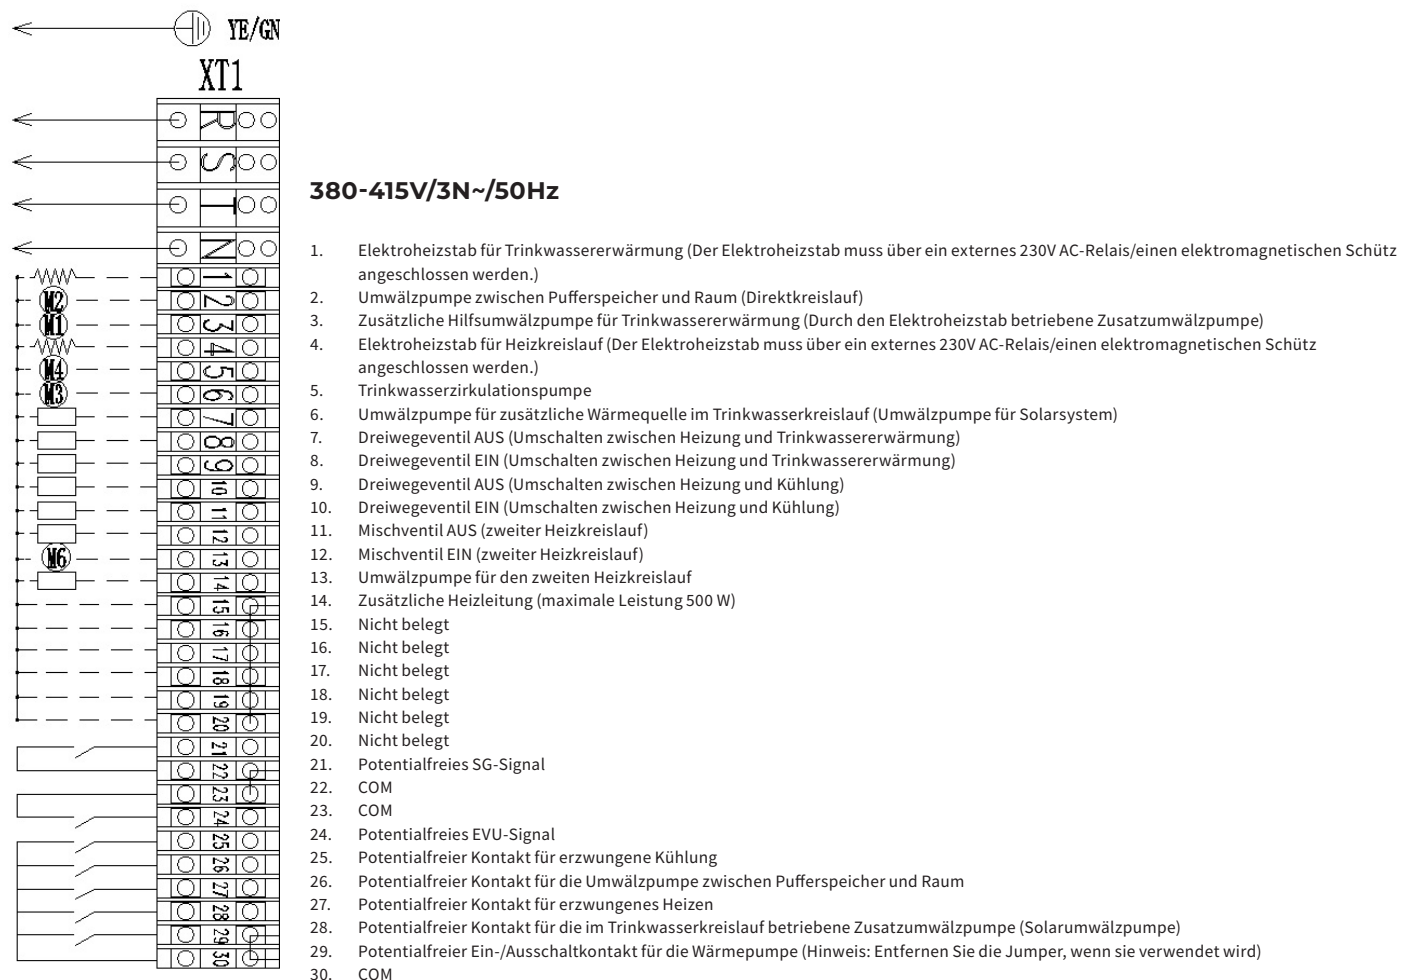 YE/GN
XT1
R
S
T
N
1
2
3
4
5
6
7
8
9
10
11
12
13
14
15
16
17
18
19
20
21
22
23
24
25
26
27
28
29
30
M2
M1
M4
M3
M6
380-415V/3N~/50Hz
1. Elektroheizstab für Trinkwassererwärmung (Der Elektroheizstab muss über ein externes 230V AC-Relais/einen elektromagnetischen Schütz
angeschlossen werden.)
2. Umwälzpumpe zwischen Pufferspeicher und Raum (Direktkreislauf)
3. Zusätzliche Hilfsumwälzpumpe für Trinkwassererwärmung (Durch den Elektroheizstab betriebene Zusatzumwälzpumpe)
4. Elektroheizstab für Heizkreislauf (Der Elektroheizstab muss über ein externes 230V AC-Relais/einen elektromagnetischen Schütz
angeschlossen werden.)
5. Trinkwasserzirkulationspumpe
6. Umwälzpumpe für zusätzliche Wärmequelle im Trinkwasserkreislauf (Umwälzpumpe für Solarsystem)
7. Dreiwegeventil AUS (Umschalten zwischen Heizung und Trinkwassererwärmung)
8. Dreiwegeventil EIN (Umschalten zwischen Heizung und Trinkwassererwärmung)
9. Dreiwegeventil AUS (Umschalten zwischen Heizung und Kühlung)
10. Dreiwegeventil EIN (Umschalten zwischen Heizung und Kühlung)
11. Mischventil AUS (zweiter Heizkreislauf)
12. Mischventil EIN (zweiter Heizkreislauf)
13. Umwälzpumpe für den zweiten Heizkreislauf
14. Zusätzliche Heizleitung (maximale Leistung 500 W)
15. Nicht belegt
16. Nicht belegt
17. Nicht belegt
18. Nicht belegt
19. Nicht belegt
20. Nicht belegt
21. Potentialfreies SG-Signal
22. COM
23. COM
24. Potentialfreies EVU-Signal
25. Potentialfreier Kontakt für erzwungene Kühlung
26. Potentialfreier Kontakt für die Umwälzpumpe zwischen Pufferspeicher und Raum
27. Potentialfreier Kontakt für erzwungenes Heizen
28. Potentialfreier Kontakt für die im Trinkwasserkreislauf betriebene Zusatzumwälzpumpe (Solarumwälzpumpe)
29. Potentialfreier Ein-/Ausschaltkontakt für die Wärmepumpe (Hinweis: Entfernen Sie die Jumper, wenn sie verwendet wird)
30. COM